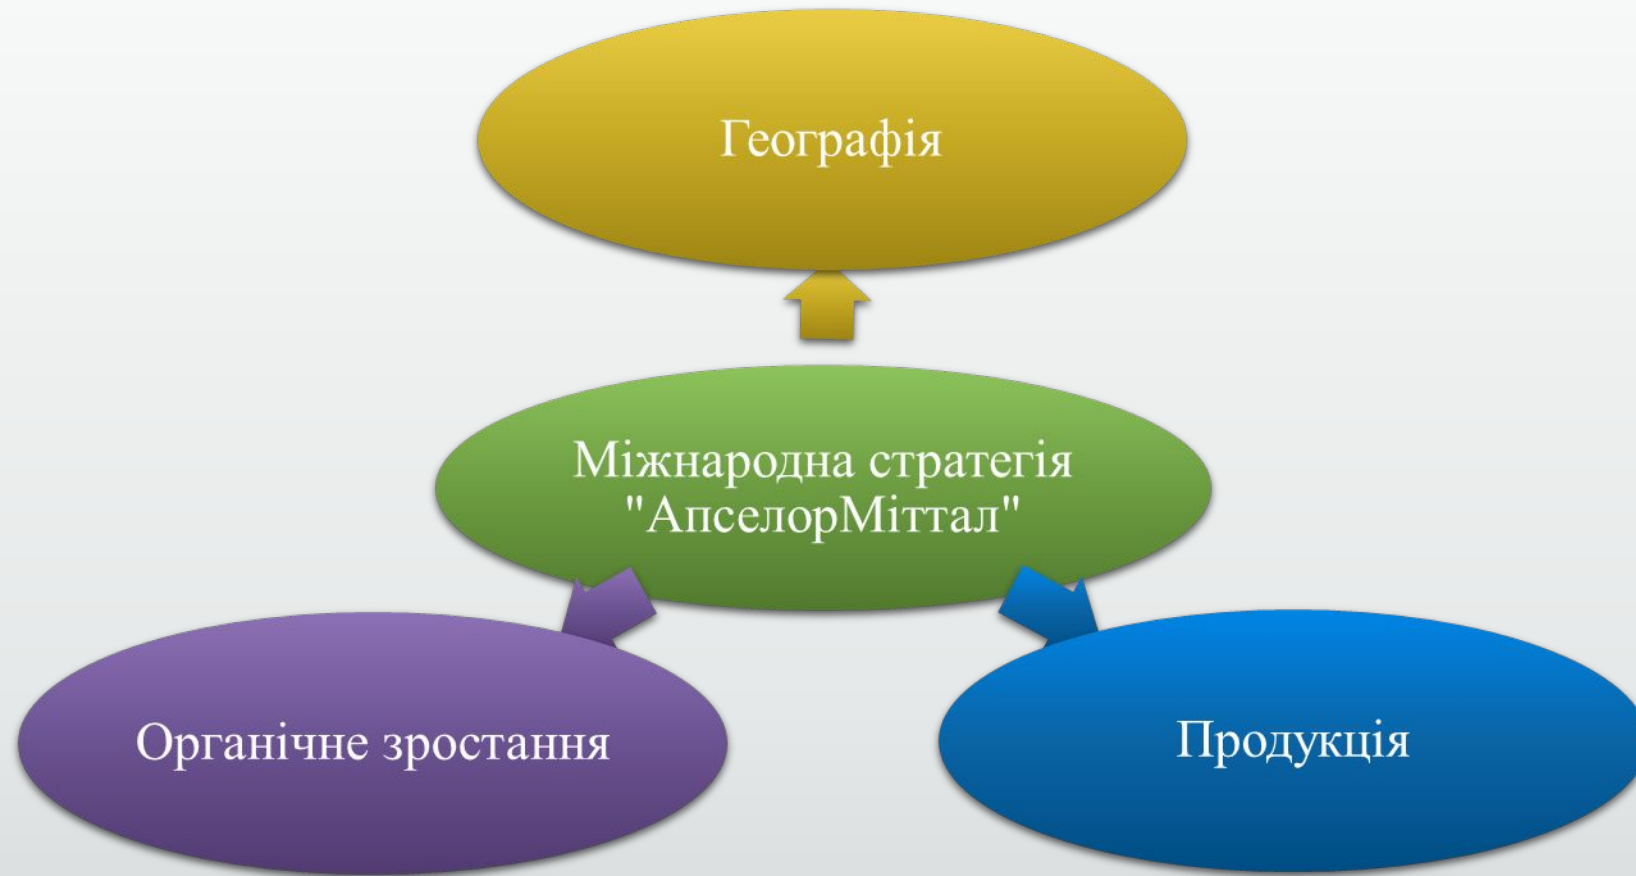 Географія
Міжнародна стратегія
"АпселорМіттал"
Органічне зростання
Продукція